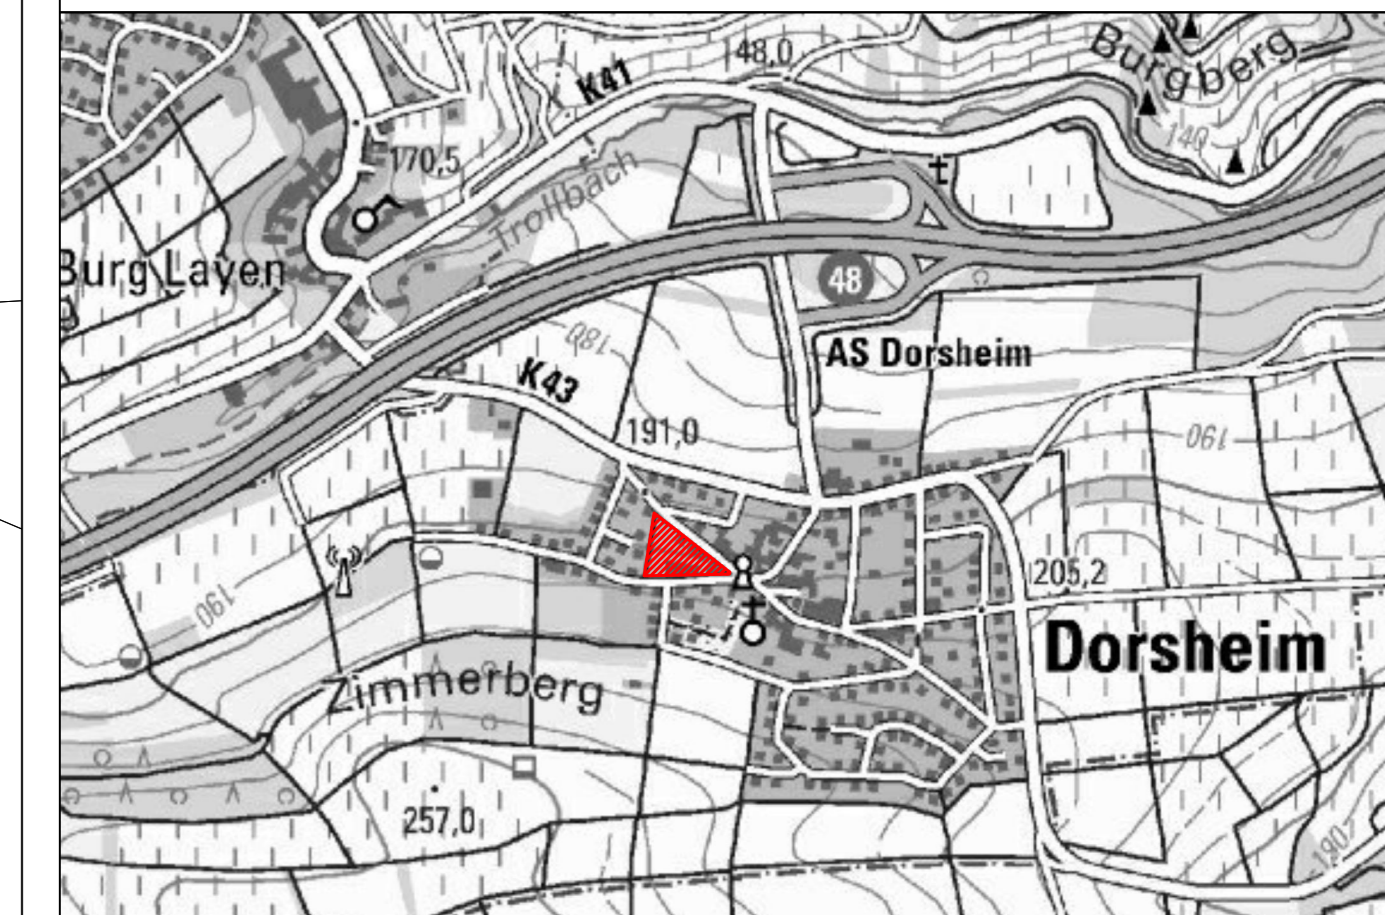 48,0
K41
Burgberg
140
170,5
Trollbach
Burg Layen
48
180
AS Dorsheim
K43
191,0
190
205,2
190
Dorsheim
Zimmerberg
257,0
190